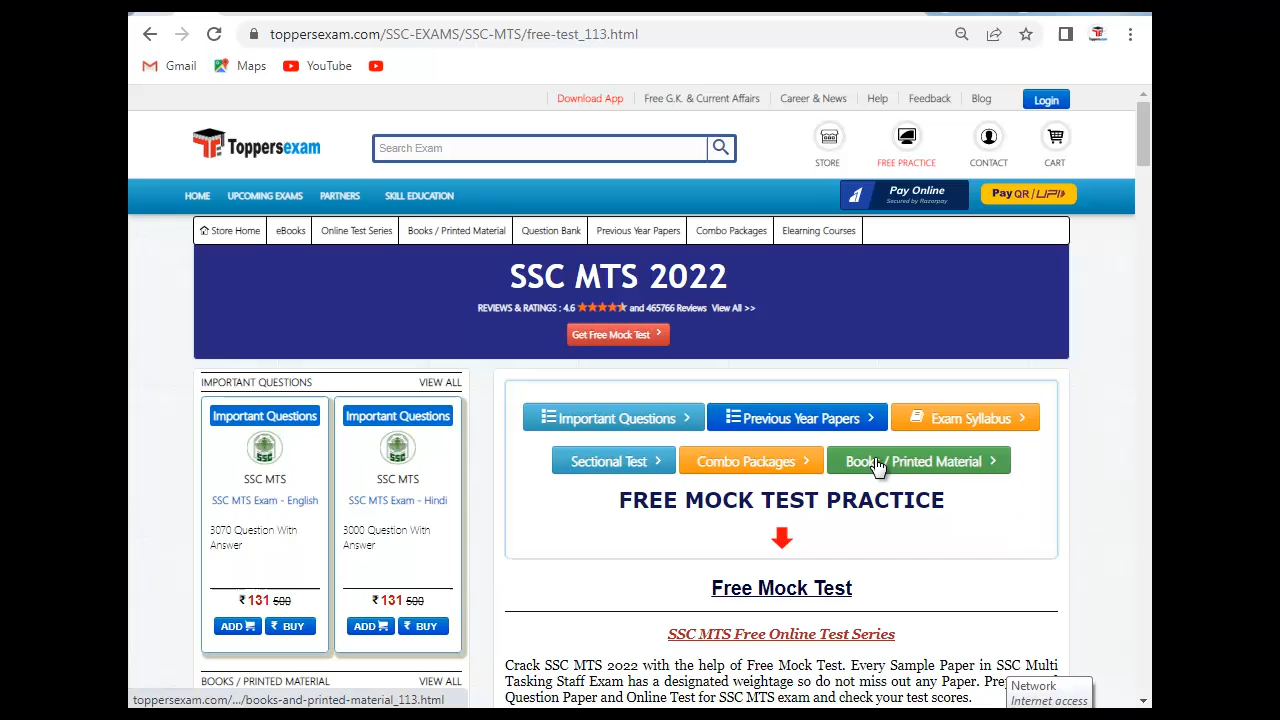 toppersexam.com/SSC-EXAMS/SSC-MTS/free-test_113.html
Gmail Maps YouTube
Download App Free G.K. & Current Affairs Career & News Help Feedback Blog Login
Toppersexam
Search Exam
STORE FREE PRACTICE CONTACT CART
HOME UPCOMING EXAMS PARTNERS SKILL EDUCATION
Pay Online
Secured by Razorpay
Pay QR / UPI
Store Home eBooks Online Test Series Books / Printed Material Question Bank Previous Year Papers Combo Packages Elearning Courses
SSC MTS 2022
REVIEWS & RATINGS : 4.6 and 465766 Reviews View All >>
Get Free Mock Test
IMPORTANT QUESTIONS VIEW ALL
Important Questions
SSC MTS
SSC MTS Exam - English
3070 Question With
Answer
₹ 131 500
ADD ₹ BUY
Important Questions
SSC MTS
SSC MTS Exam - Hindi
3000 Question With
Answer
₹ 131 500
ADD ₹ BUY
BOOKS / PRINTED MATERIAL VIEW ALL
Important Questions Previous Year Papers Exam Syllabus
Sectional Test Combo Packages Books / Printed Material
FREE MOCK TEST PRACTICE
Free Mock Test
SSC MTS Free Online Test Series
Crack SSC MTS 2022 with the help of Free Mock Test. Every Sample Paper in SSC Multi
Tasking Staff Exam has a designated weightage so do not miss out any Paper.
Question Paper and Online Test for SSC MTS exam and check your test scores.
Network
Internet access
toppersexam.com/.../books-and-printed-material_113.html